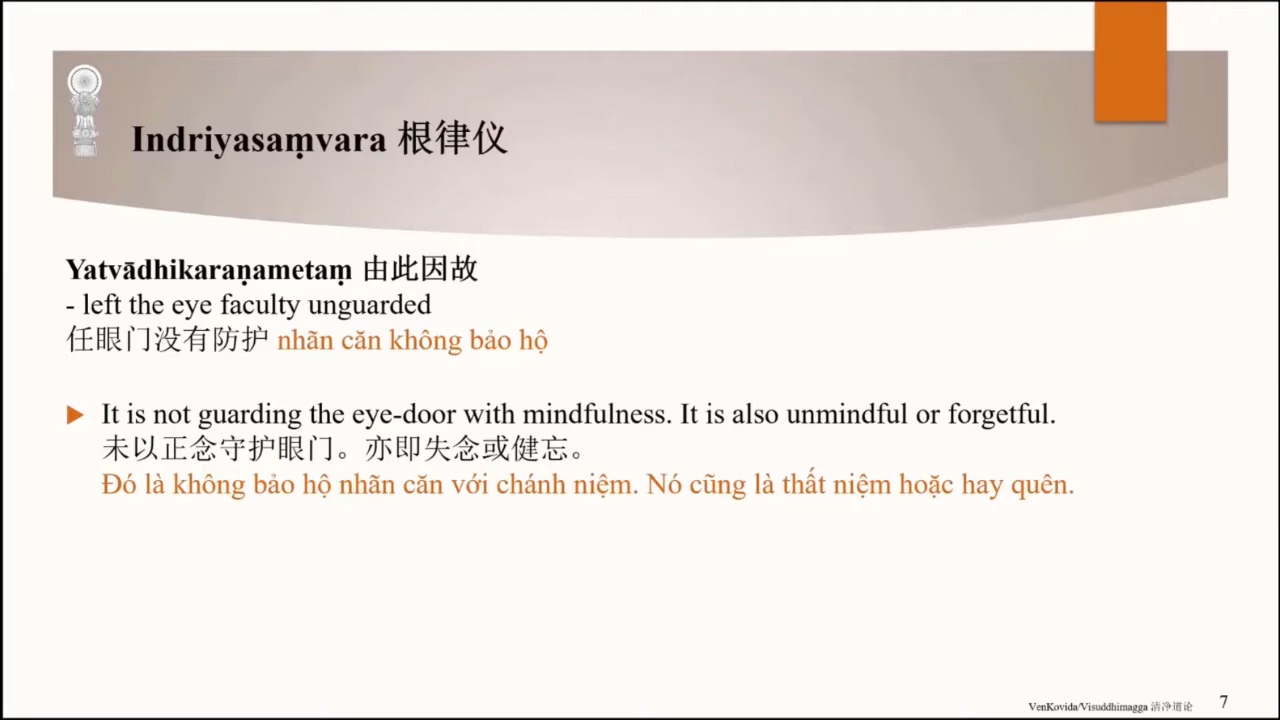 Indriyasaṃvara 根律仪
Yatvādhikaraṇametaṃ 由此因故
- left the eye faculty unguarded
任眼门没有防护 nhãn căn không bảo hộ
It is not guarding the eye-door with mindfulness. It is also unmindful or forgetful.
未以正念守护眼门。亦即失念或健忘。
Đó là không bảo hộ nhãn căn với chánh niệm. Nó cũng là thất niệm hoặc hay quên.
VenKovida/Visuddhimagga 清净道论 7